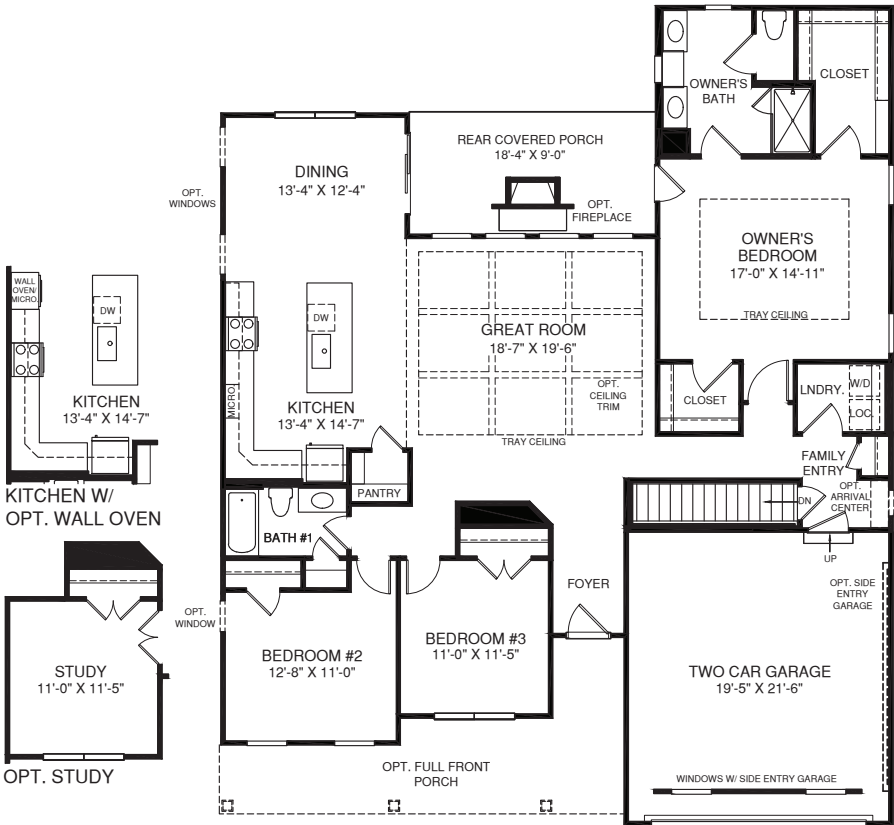 OWNER'S
BATH
CLOSET
REAR COVERED PORCH
18'-4" X 9'-0"
DINING
13'-4" X 12'-4"
OPT.
WINDOWS
OPT.
FIREPLACE
OWNER'S
BEDROOM
17'-0" X 14'-11"
TRAY CEILING
WALL
OVEN/
MICRO.
DW
KITCHEN
13'-4" X 14'-7"
KITCHEN W/
OPT. WALL OVEN
DW
MICRO.
KITCHEN
13'-4" X 14'-7"
GREAT ROOM
18'-7" X 19'-6"
OPT.
CEILING
TRIM
TRAY CEILING
CLOSET
LNDRY.
W/D
LOC.
FAMILY
ENTRY
OPT.
ARRIVAL
CENTER
DN
UP
PANTRY
BATH #1
OPT.
WINDOW
BEDROOM #2
12'-8" X 11'-0"
BEDROOM #3
11'-0" X 11'-5"
FOYER
OPT. SIDE
ENTRY
GARAGE
TWO CAR GARAGE
19'-5" X 21'-6"
WINDOWS W/ SIDE ENTRY GARAGE
STUDY
11'-0" X 11'-5"
OPT. STUDY
OPT. FULL FRONT
PORCH